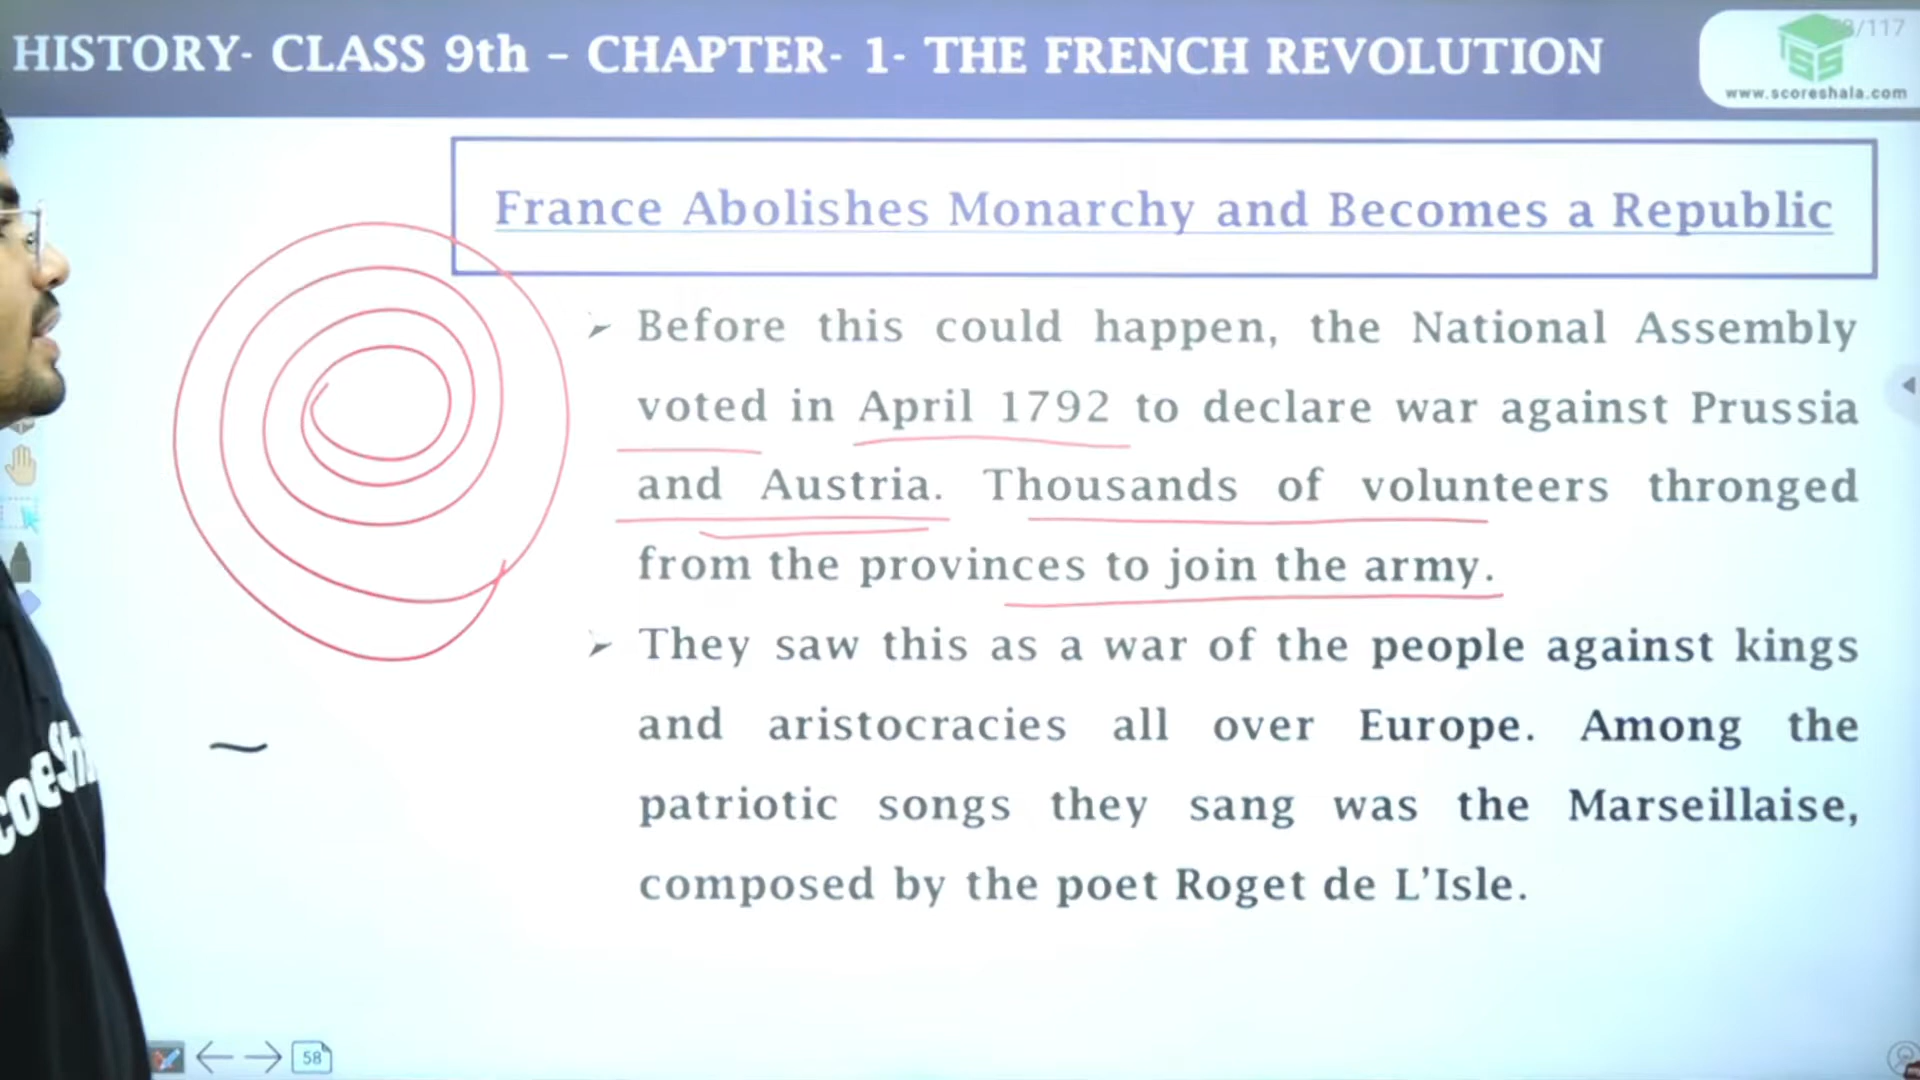 HISTORY- CLASS 9th – CHAPTER- 1- THE FRENCH REVOLUTION
/117
www.scoreshala.com
France Abolishes Monarchy and Becomes a Republic
➢ Before this could happen, the National Assembly
voted in April 1792 to declare war against Prussia
and Austria. Thousands of volunteers thronged
from the provinces to join the army.
➢ They saw this as a war of the people against kings
and aristocracies all over Europe. Among the
patriotic songs they sang was the Marseillaise,
composed by the poet Roget de L’Isle.
58